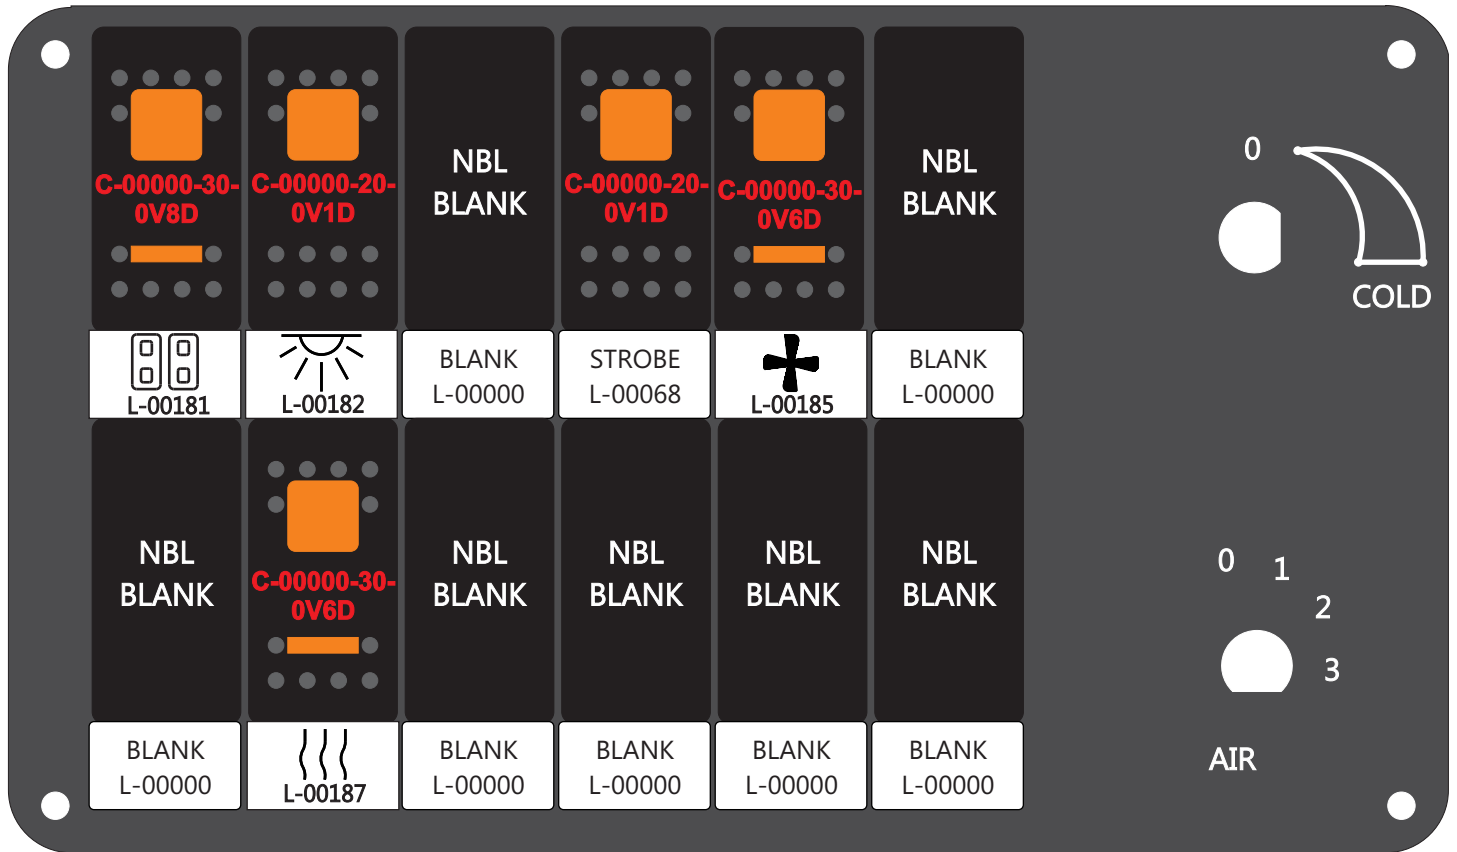 C-00000-30-
0V8D
C-00000-20-
0V1D
NBL
BLANK
C-00000-20-
0V1D
C-00000-30-
0V6D
NBL
BLANK
0
COLD
L-00181
L-00182
BLANK
L-00000
STROBE
L-00068
L-00185
BLANK
L-00000
NBL
BLANK
C-00000-30-
0V6D
NBL
BLANK
NBL
BLANK
NBL
BLANK
NBL
BLANK
0
1
2
3
AIR
BLANK
L-00000
L-00187
BLANK
L-00000
BLANK
L-00000
BLANK
L-00000
BLANK
L-00000